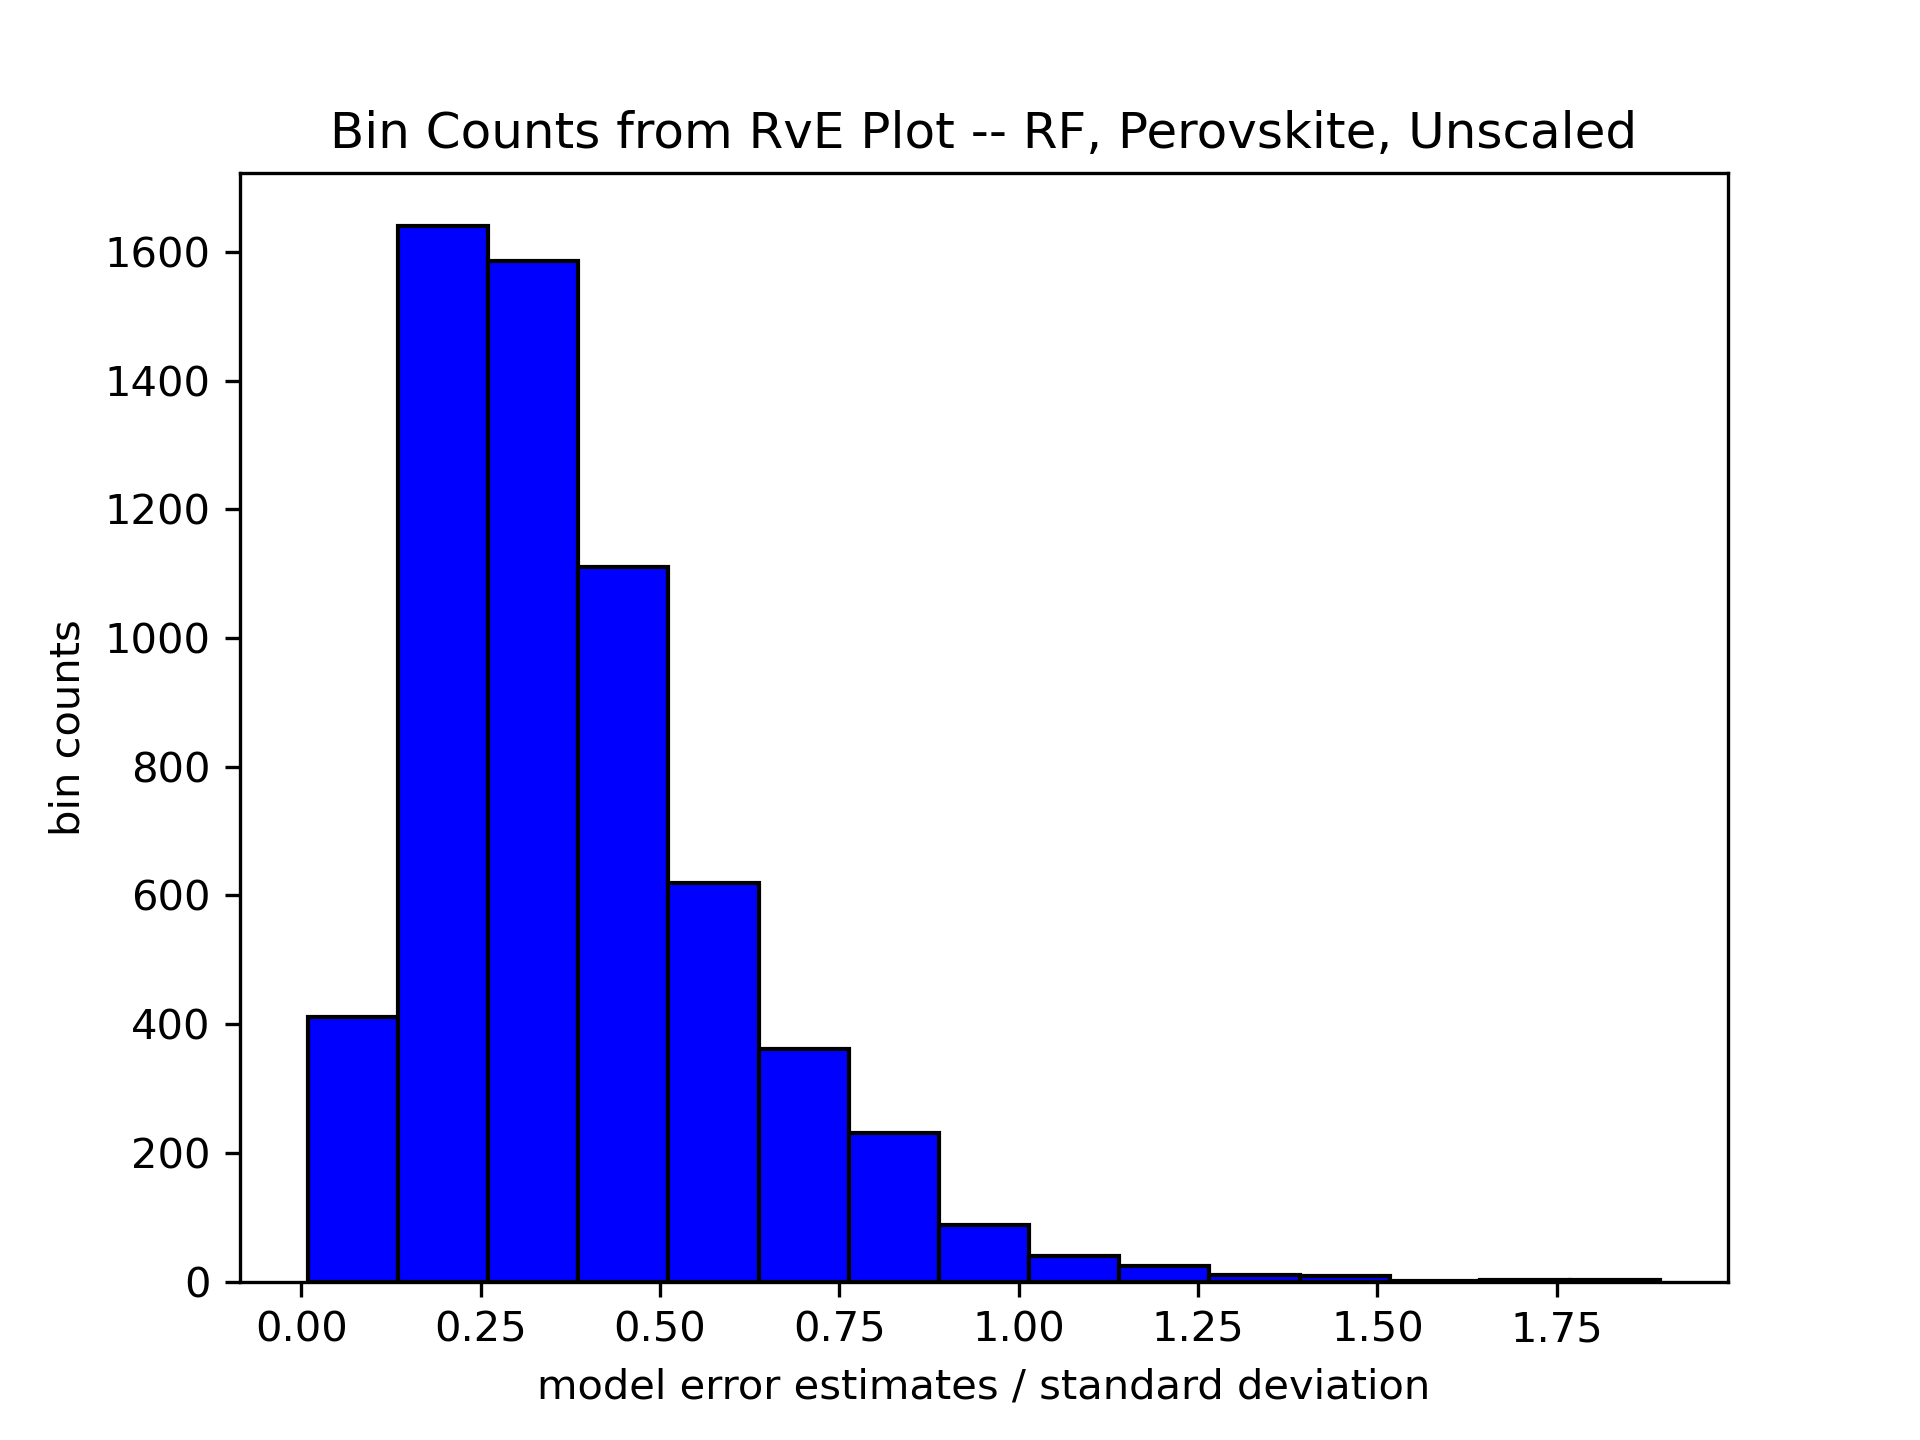 Bin Counts from RvE Plot -- RF, Perovskite, Unscaled
bin counts
1600
1400
1200
1000
800
600
400
200
0
0.00 0.25 0.50 0.75 1.00 1.25 1.50 1.75
model error estimates / standard deviation